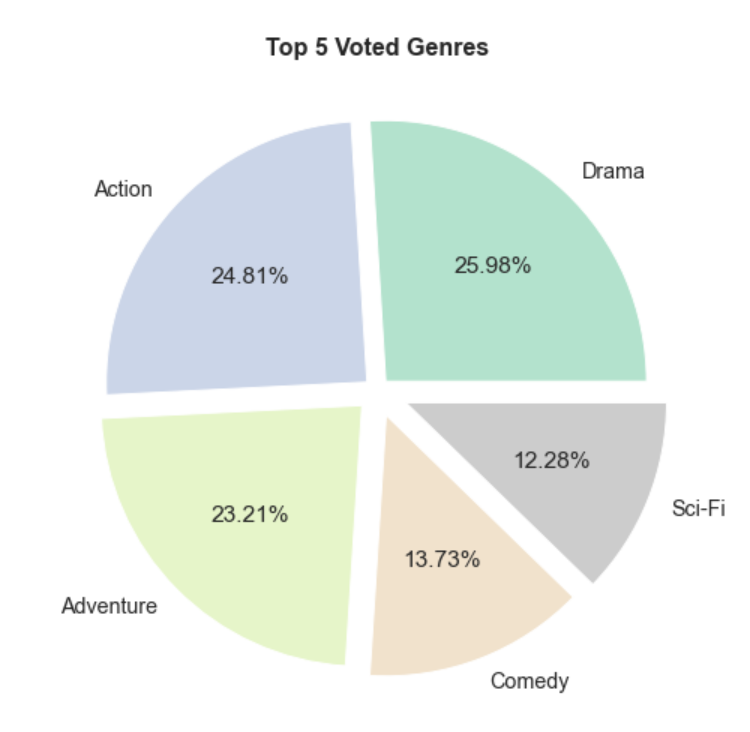 Top 5 Voted Genres
Drama
25.98%
Action
24.81%
Adventure
23.21%
Comedy
13.73%
Sci-Fi
12.28%